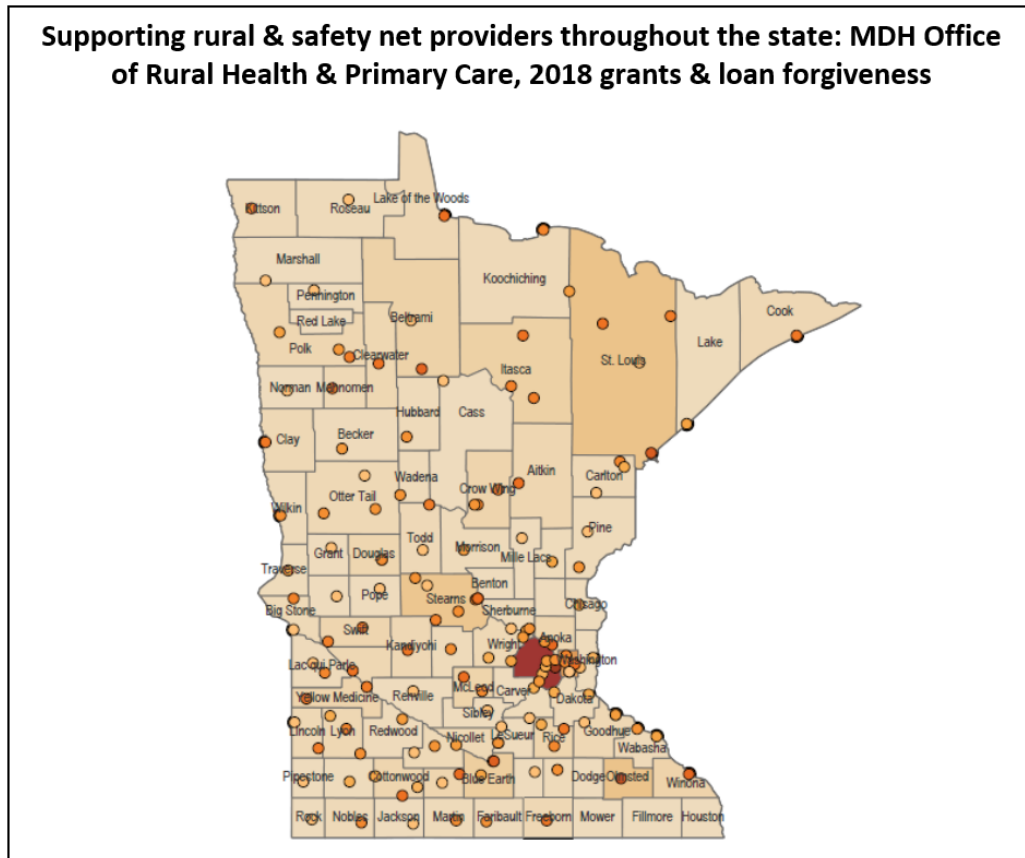 Supporting rural & safety net providers throughout the state: MDH Office
of Rural Health & Primary Care, 2018 grants & loan forgiveness
Lake of the Woods
Kittson
Roseau
Marshall
Koochiching
Pennington
Cook
Red Lake
Beltrami
Lake
Polk
Clearwater
St. Louis
Itasca
Norman
Mahnomen
Hubbard
Cass
Clay
Becker
Aitkin
Carlton
Wadena
Crow Wing
Otter Tail
Wilkin
Pine
Todd
Grant
Douglas
Morrison
Mille Lacs
Traverse
Benton
Pope
Stearns
Big Stone
Sherburne
Chisago
Swift
Anoka
Kandiyohi
Wright
Washington
Lac qui Parle
McLeod
Carver
Yellow Medicine
Renville
Dakota
Sibley
Lincoln
Lyon
Redwood
Nicollet
LeSueur
Rice
Goodhue
Wabasha
Pipestone
Cottonwood
Blue Earth
Dodge
Olmsted
Winona
Rock
Nobles
Jackson
Martin
Faribault
Freeborn
Mower
Fillmore
Houston